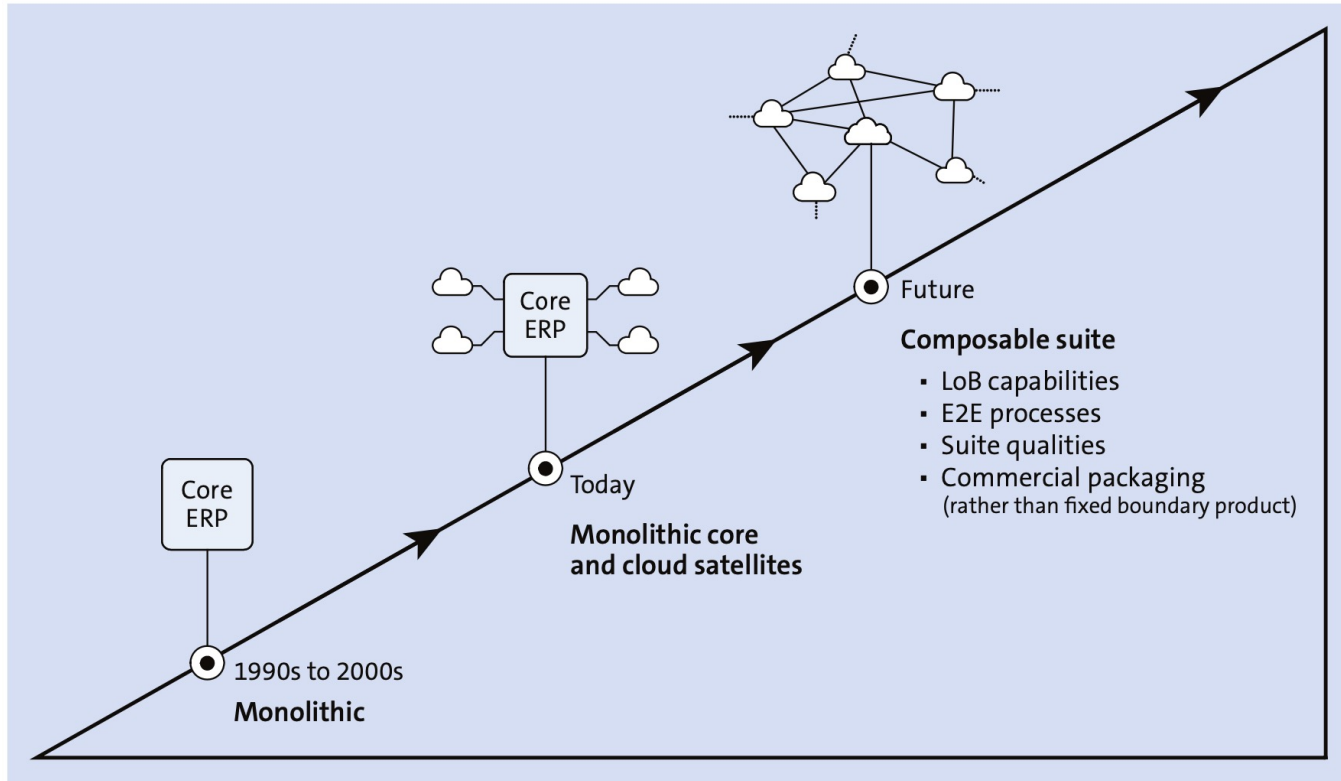 Core
ERP
1990s to 2000s
Monolithic
Core
ERP
Today
Monolithic core
and cloud satellites
Future
Composable suite
▪ LoB capabilities
▪ E2E processes
▪ Suite qualities
▪ Commercial packaging
(rather than fixed boundary product)